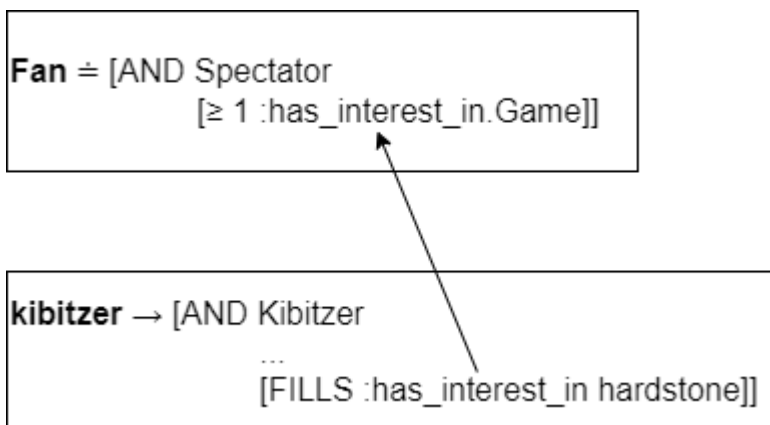 Fan ≐ [AND Spectator
[≥ 1 :has_interest_in.Game]]
kibitzer → [AND Kibitzer
...
[FILLS :has_interest_in hardstone]]